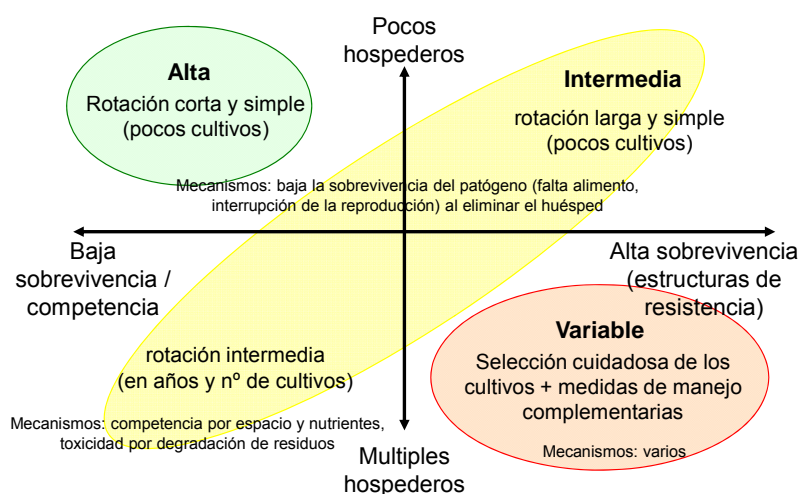 Pocos
hospederos
Alta
Rotación corta y simple
(pocos cultivos)
Intermedia
rotación larga y simple
(pocos cultivos)
Mecanismos: baja la sobrevivencia del patógeno (falta alimento,
interrupción de la reproducción) al eliminar el huésped
Baja
sobrevivencia /
competencia
Alta sobrevivencia
(estructuras de
resistencia)
rotación intermedia
(en años y nº de cultivos)
Mecanismos: competencia por espacio y nutrientes,
toxicidad por degradación de residuos
Variable
Selección cuidadosa de los
cultivos + medidas de manejo
complementarias
Mecanismos: varios
Multiples
hospederos